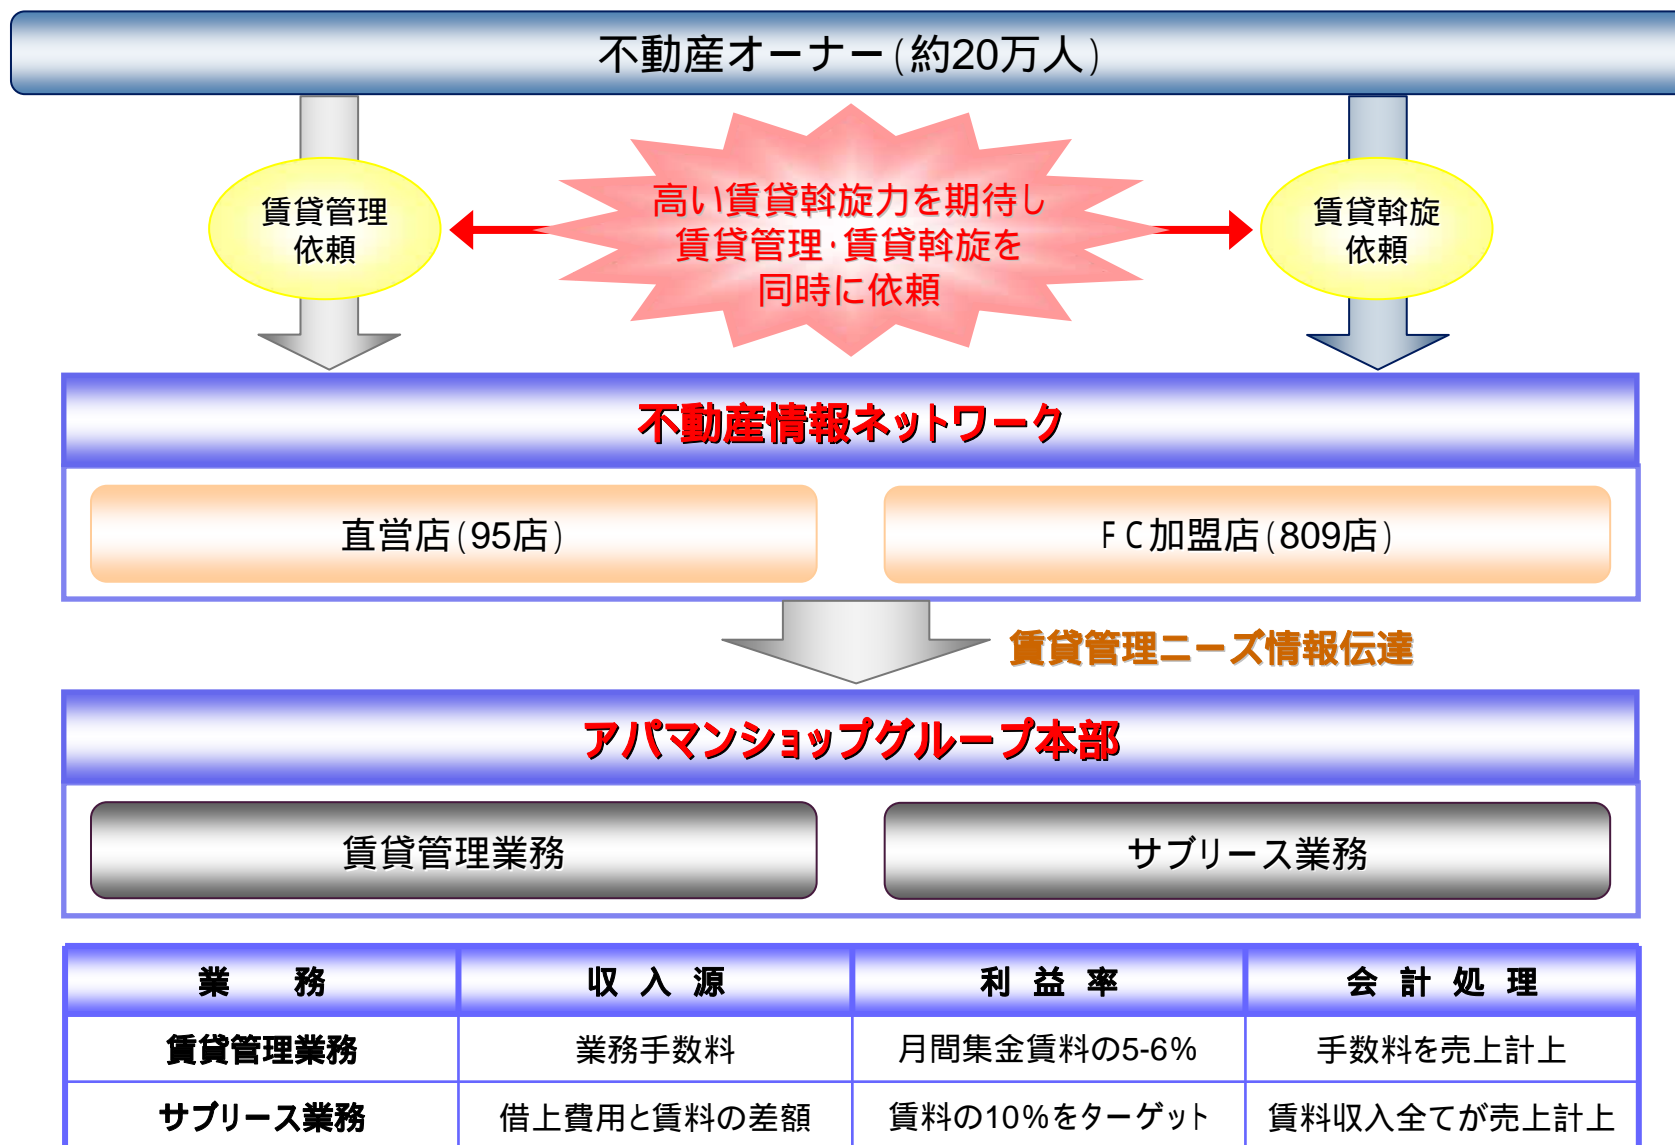 不動産オーナー(約20万人)
賃貸管理
依頼
高い賃貸斡旋力を期待し
賃貸管理・賃貸斡旋を
同時に依頼
賃貸斡旋
依頼
不動産情報ネットワーク
直営店(95店)
ＦＣ加盟店(809店)
賃貸管理ニーズ情報伝達
アパマンショップグループ本部
賃貸管理業務
サブリース業務
業　務 収 入 源 利 益 率 会 計 処 理
賃貸管理業務 業務手数料 月間集金賃料の5-6% 手数料を売上計上
サブリース業務 借上費用と賃料の差額 賃料の10%をターゲット 賃料収入全てが売上計上